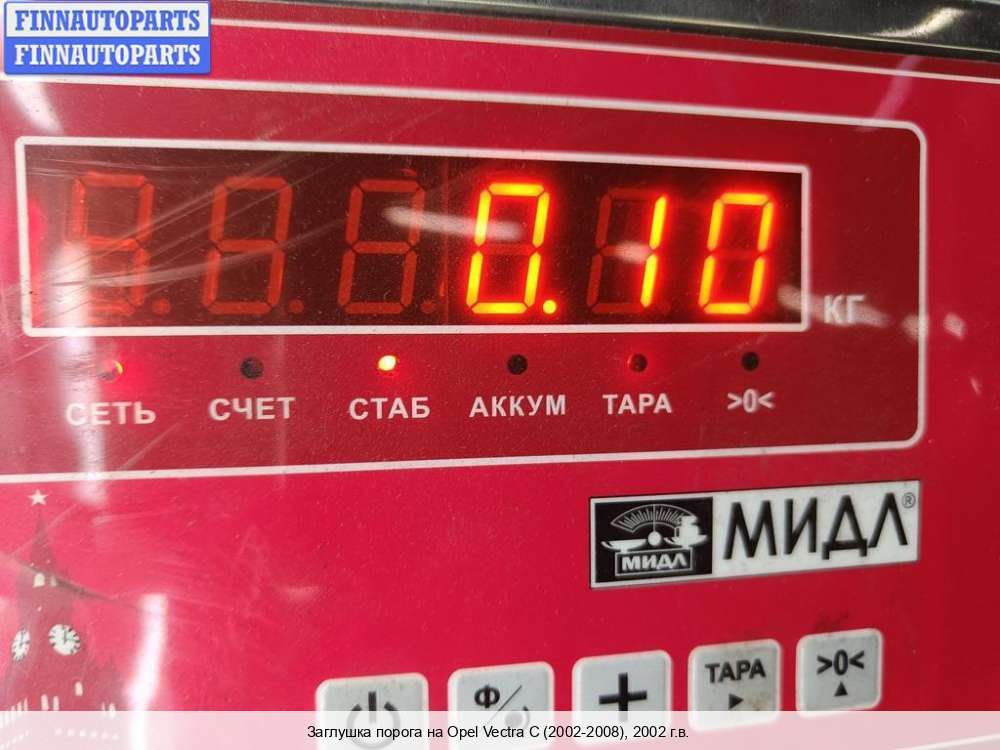 FINNAUTOPARTS
FINNAUTOPARTS
0.10
КГ
СЕТЬ СЧЕТ СТАБ АККУМ ТАРА >0<
МИДЛ МИДЛ®
Ф/ + ТАРА >0<
Заглушка порога на Opel Vectra C (2002-2008), 2002 г.в.